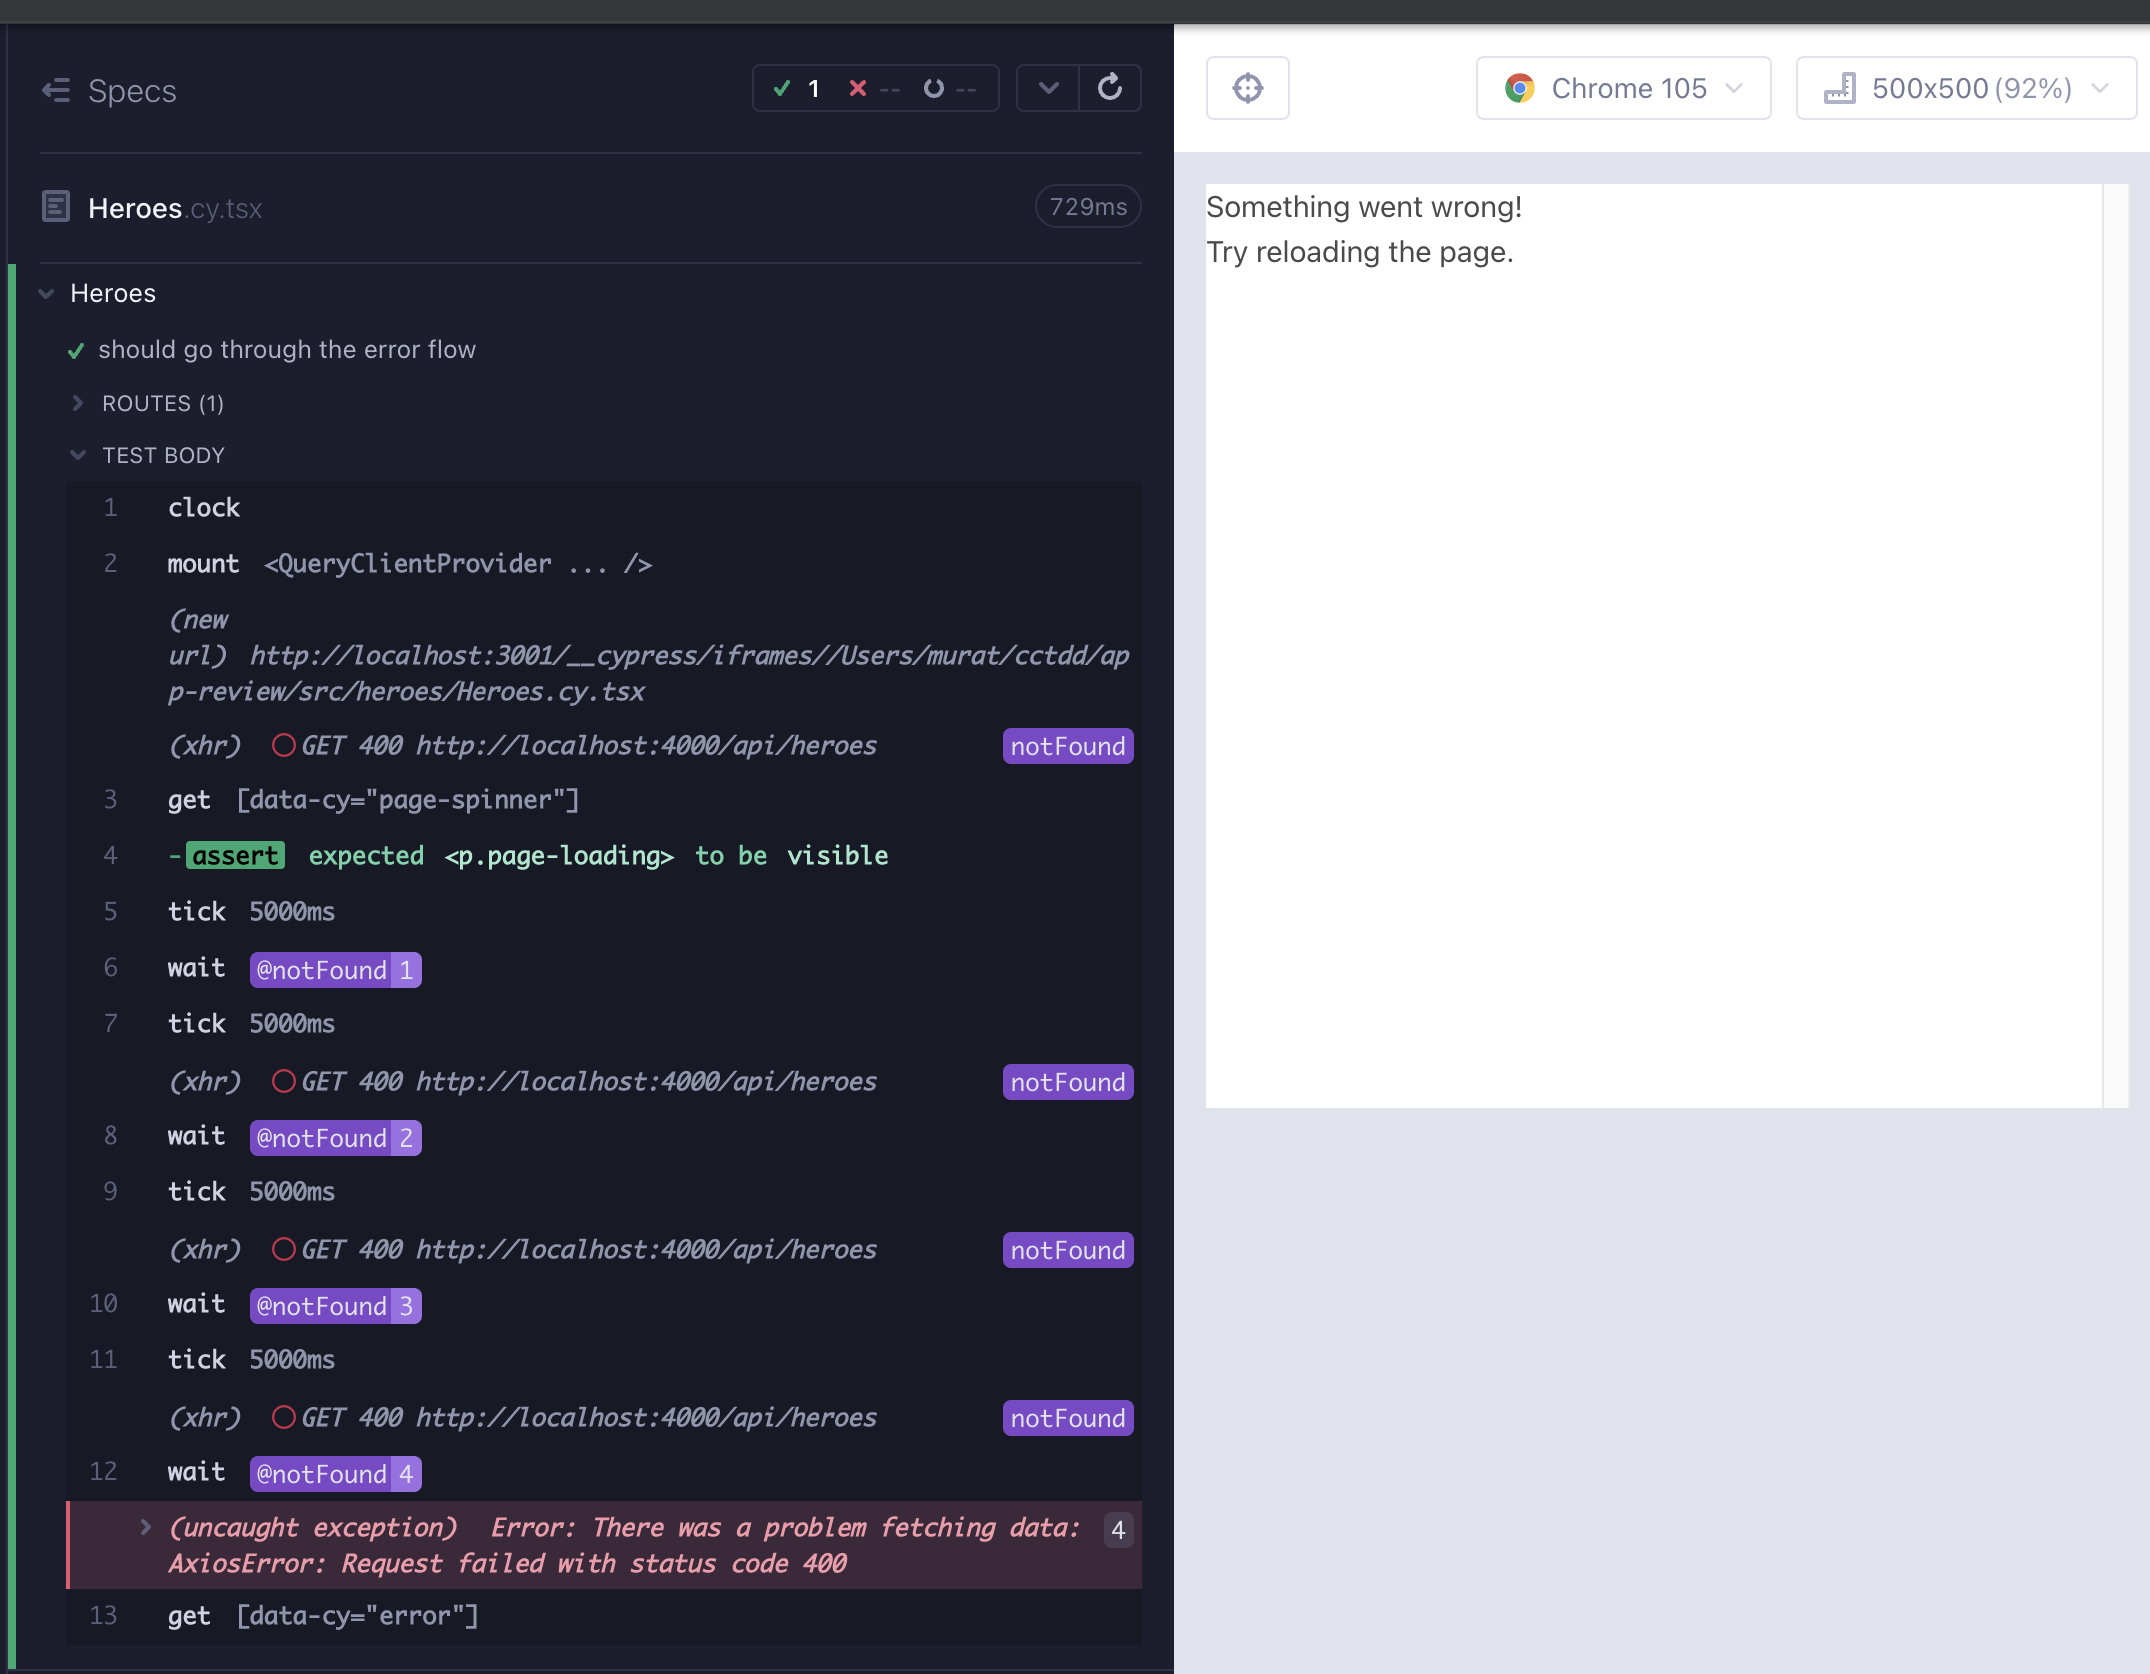 Specs
1 -- --
Chrome 105
500x500 (92%)
Heroes.cy.tsx
729ms
Something went wrong!
Try reloading the page.
Heroes
should go through the error flow
ROUTES (1)
TEST BODY
1 clock
2 mount <QueryClientProvider ... />
(new
url) http://localhost:3001/__cypress/iframes//Users/murat/cctdd/ap
p-review/src/heroes/Heroes.cy.tsx
(xhr) GET 400 http://localhost:4000/api/heroes notFound
3 get [data-cy="page-spinner"]
4 -assert expected <p.page-loading> to be visible
5 tick 5000ms
6 wait @notFound 1
7 tick 5000ms
(xhr) GET 400 http://localhost:4000/api/heroes notFound
8 wait @notFound 2
9 tick 5000ms
(xhr) GET 400 http://localhost:4000/api/heroes notFound
10 wait @notFound 3
11 tick 5000ms
(xhr) GET 400 http://localhost:4000/api/heroes notFound
12 wait @notFound 4
(uncaught exception) Error: There was a problem fetching data: 4
AxiosError: Request failed with status code 400
13 get [data-cy="error"]